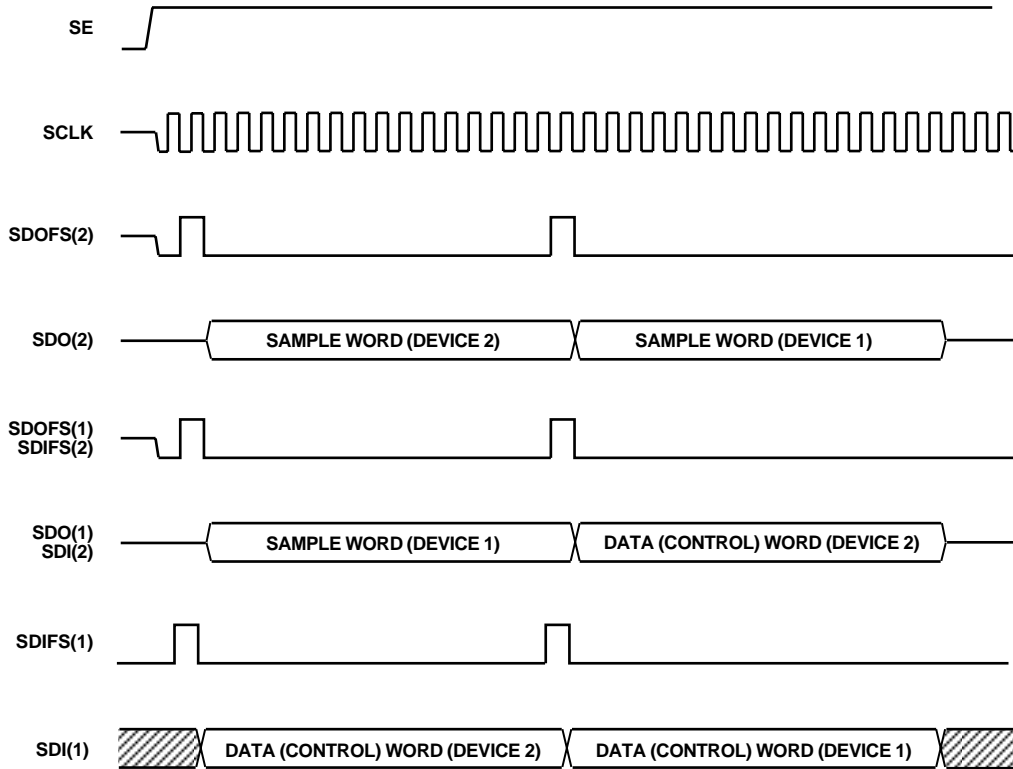 SE
SCLK
SDOFS(2)
SDO(2)
SAMPLE WORD (DEVICE 2)
SAMPLE WORD (DEVICE 1)
SDOFS(1)
SDIFS(2)
SDO(1)
SDI(2)
SAMPLE WORD (DEVICE 1)
DATA (CONTROL) WORD (DEVICE 2)
SDIFS(1)
SDI(1)
DATA (CONTROL) WORD (DEVICE 2)
DATA (CONTROL) WORD (DEVICE 1)